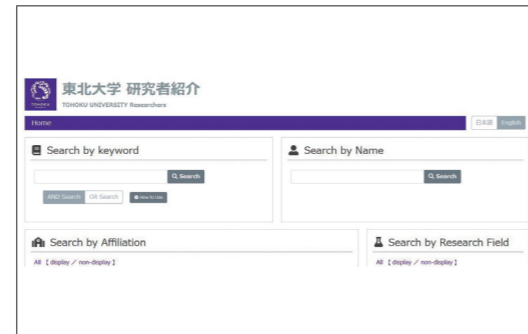 東北大学 研究者紹介
TOHOKU UNIVERSITY Researchers
TOHOKU
Home
日本語 English
Search by keyword
Search
AND Search OR Search How To Use
Search by Name
Search
Search by Affiliation
All 【 display / non-display 】
Search by Research Field
All 【 display / non-display 】